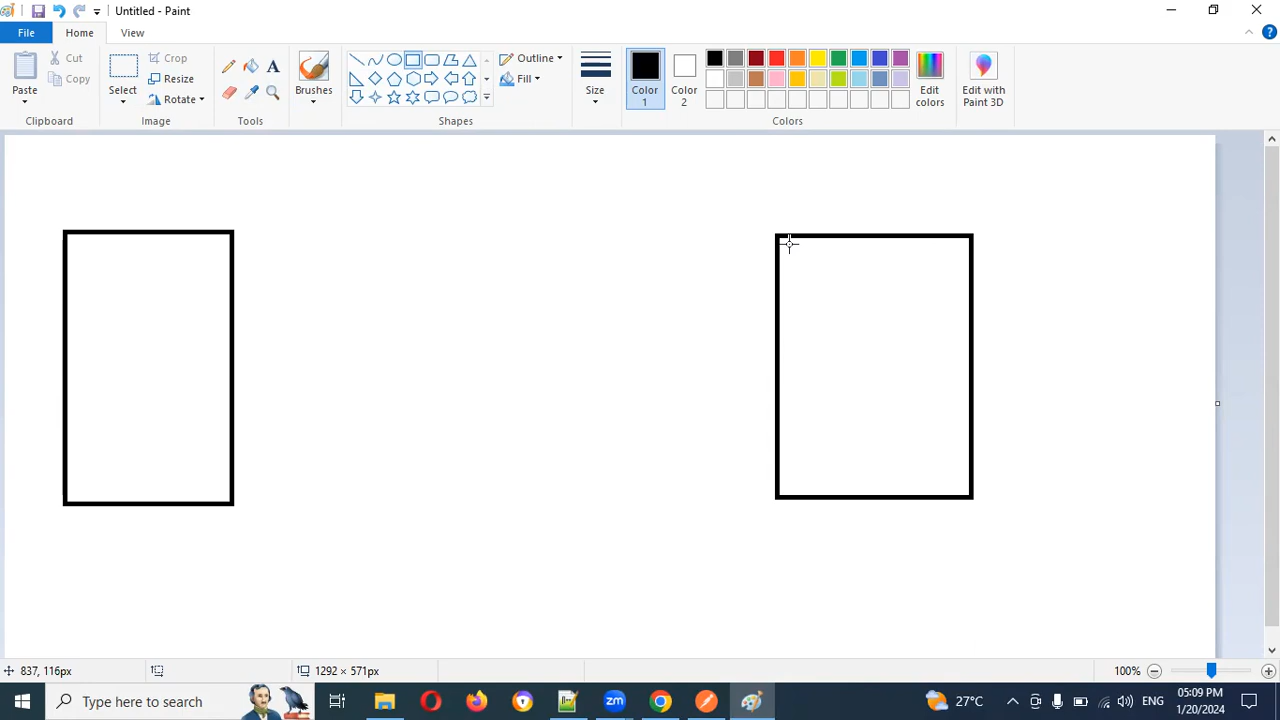 Untitled - Paint
File
Home
View
Paste
Cut
Copy
Clipboard
Select
Crop
Resize
Rotate
Image
Tools
Brushes
Shapes
Outline
Fill
Size
Color
1
Color
2
Edit
colors
Colors
Edit with
Paint 3D
837, 116px
1292 × 571px
100%
Type here to search
27°C
ENG
05:09 PM
1/20/2024